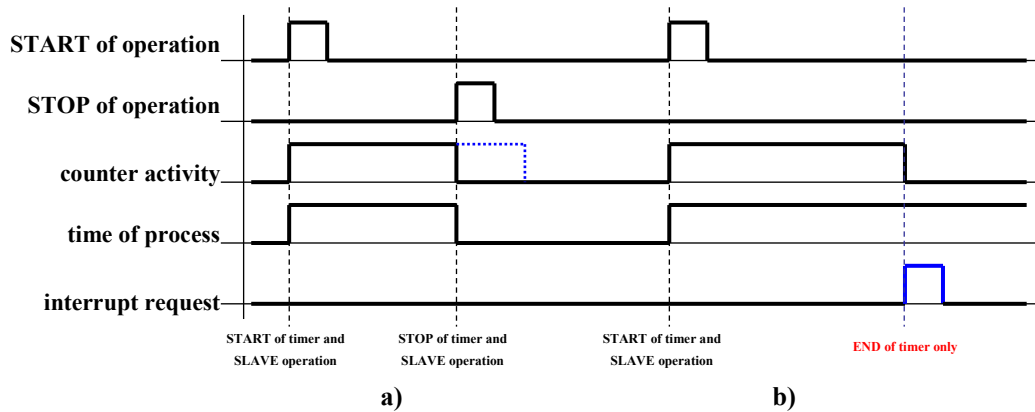 START of operation
STOP of operation
counter activity
time of process
interrupt request
START of timer and
SLAVE operation
STOP of timer and
SLAVE operation
START of timer and
SLAVE operation
END of timer only
a)
b)